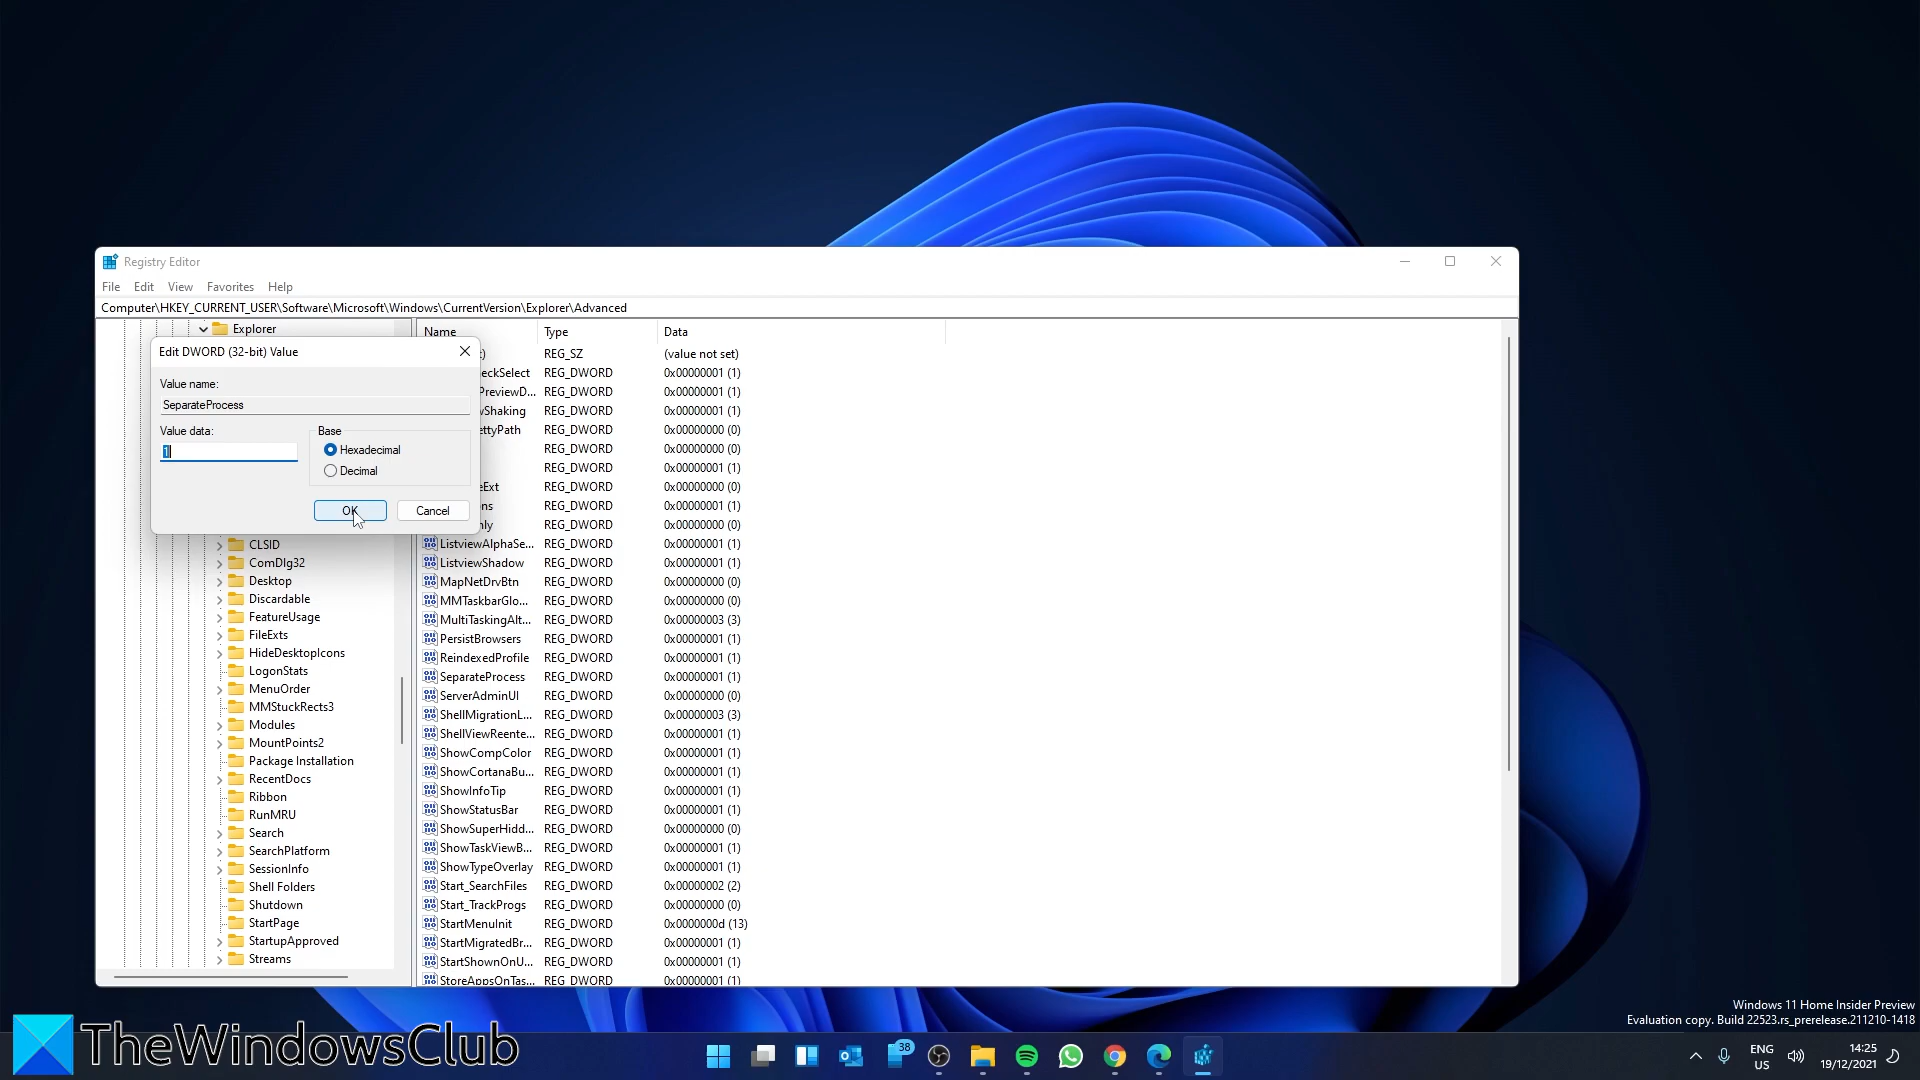 Registry Editor
File Edit View Favorites Help
Computer\HKEY_CURRENT_USER\Software\Microsoft\Windows\CurrentVersion\Explorer\Advanced
Explorer
Edit DWORD (32-bit) Value
Value name:
SeparateProcess
Value data:
1
Base
Hexadecimal
Decimal
OK
Cancel
CLSID
ComDlg32
Desktop
Discardable
FeatureUsage
FileExts
HideDesktopIcons
LogonStats
MenuOrder
MMStuckRects3
Modules
MountPoints2
Package Installation
RecentDocs
Ribbon
RunMRU
Search
SearchPlatform
SessionInfo
Shell Folders
Shutdown
StartPage
StartupApproved
Streams
Name Type Data
t) REG_SZ (value not set)
eckSelect REG_DWORD 0x00000001 (1)
PreviewD... REG_DWORD 0x00000001 (1)
wShaking REG_DWORD 0x00000001 (1)
ettyPath REG_DWORD 0x00000000 (0)
REG_DWORD 0x00000000 (0)
REG_DWORD 0x00000001 (1)
eExt REG_DWORD 0x00000000 (0)
ns REG_DWORD 0x00000001 (1)
nly REG_DWORD 0x00000000 (0)
ListviewAlphaSe... REG_DWORD 0x00000001 (1)
ListviewShadow REG_DWORD 0x00000001 (1)
MapNetDrvBtn REG_DWORD 0x00000000 (0)
MMTaskbarGlo... REG_DWORD 0x00000000 (0)
MultiTaskingAlt... REG_DWORD 0x00000003 (3)
PersistBrowsers REG_DWORD 0x00000001 (1)
ReindexedProfile REG_DWORD 0x00000001 (1)
SeparateProcess REG_DWORD 0x00000001 (1)
ServerAdminUI REG_DWORD 0x00000000 (0)
ShellMigrationL... REG_DWORD 0x00000003 (3)
ShellViewReente... REG_DWORD 0x00000001 (1)
ShowCompColor REG_DWORD 0x00000001 (1)
ShowCortanaBu... REG_DWORD 0x00000001 (1)
ShowInfoTip REG_DWORD 0x00000001 (1)
ShowStatusBar REG_DWORD 0x00000001 (1)
ShowSuperHidd... REG_DWORD 0x00000000 (0)
ShowTaskViewB... REG_DWORD 0x00000001 (1)
ShowTypeOverlay REG_DWORD 0x00000001 (1)
Start_SearchFiles REG_DWORD 0x00000002 (2)
Start_TrackProgs REG_DWORD 0x00000000 (0)
StartMenuInit REG_DWORD 0x0000000d (13)
StartMigratedBr... REG_DWORD 0x00000001 (1)
StartShownOnU... REG_DWORD 0x00000001 (1)
StoreAppsOnTas... REG_DWORD 0x00000001 (1)
Windows 11 Home Insider Preview
Evaluation copy. Build 22523.rs_prerelease.211210-1418
TheWindowsClub
38
ENG
US
14:25
19/12/2021